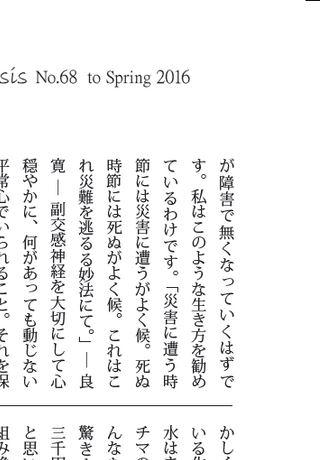 sis No.68 to Spring 2016
が障害で無くなっていくはずで
す。私はこのような生き方を勧め
ているわけです。「災害に遭う時
節には災害に遭うがよく候。死ぬ
時節には死ぬがよく候。これはこ
れ災難を逃るる妙法にて。」― 良
寛 ― 副交感神経を大切にして心
穏やかに、何があっても動じない
平常心でいられること。それを保
かしく
いる化
水は主
チマの
んなも
驚き
三千円
と思い
組み